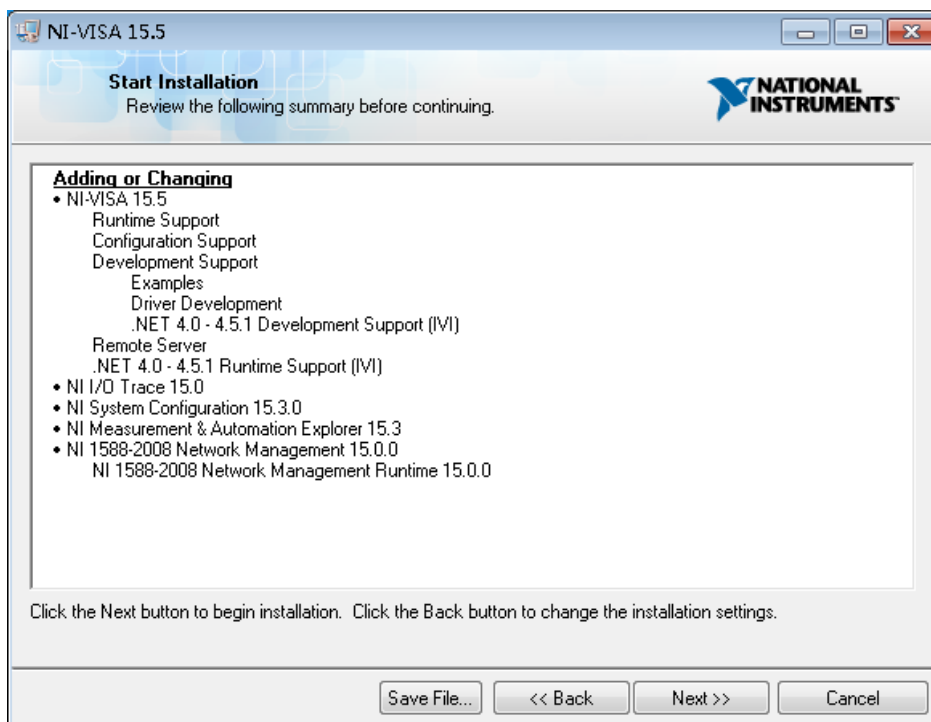 NI-VISA 15.5
Start Installation
Review the following summary before continuing.
NATIONAL
INSTRUMENTS™
Adding or Changing
• NI-VISA 15.5
Runtime Support
Configuration Support
Development Support
Examples
Driver Development
.NET 4.0 - 4.5.1 Development Support (IVI)
Remote Server
.NET 4.0 - 4.5.1 Runtime Support (IVI)
• NI I/O Trace 15.0
• NI System Configuration 15.3.0
• NI Measurement & Automation Explorer 15.3
• NI 1588-2008 Network Management 15.0.0
NI 1588-2008 Network Management Runtime 15.0.0
Click the Next button to begin installation. Click the Back button to change the installation settings.
Save File... << Back Next >> Cancel